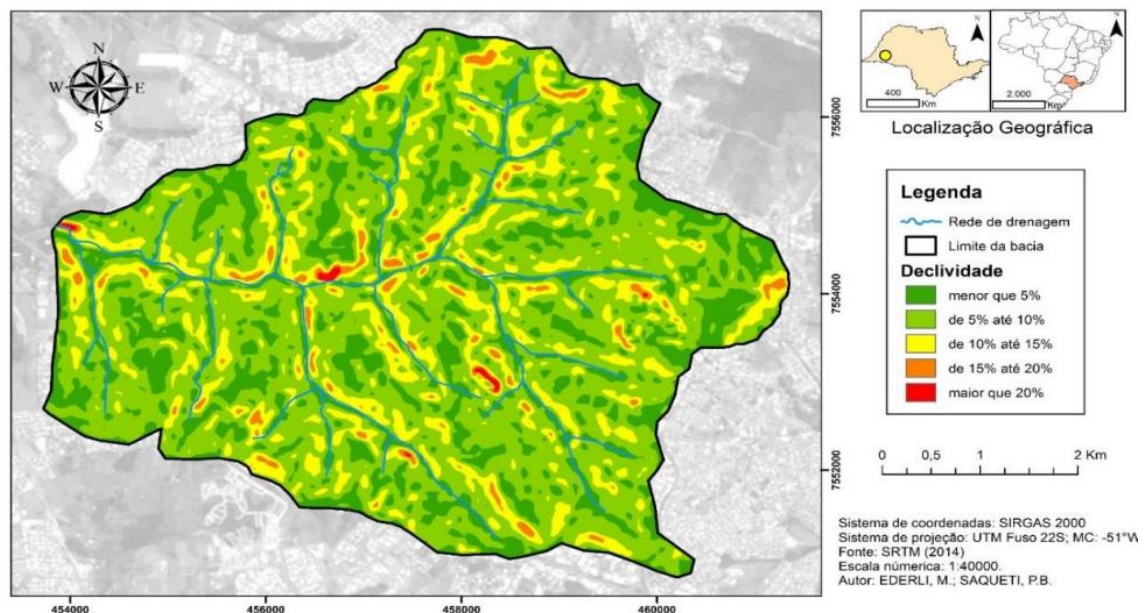 N
W
E
S
7556000
7554000
7552000
454000
456000
458000
460000
N
400
Km
N
2.000
Km
Localização Geográfica
Legenda
Rede de drenagem
Limite da bacia
Declividade
menor que 5%
de 5% até 10%
de 10% até 15%
de 15% até 20%
maior que 20%
0 0,5 1 2 Km
Sistema de coordenadas: SIRGAS 2000
Sistema de projeção: UTM Fuso 22S; MC: -51°W
Fonte: SRTM (2014)
Escala númerica: 1:40000.
Autor: EDERLI, M.; SAQUETI, P.B.